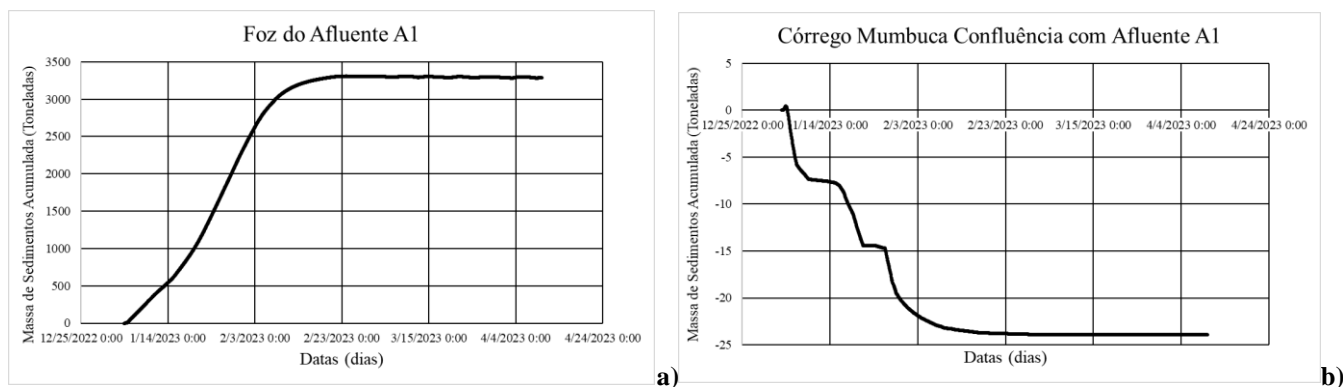 Foz do Afluente A1
Massa de Sedimentos Acumulada (Toneladas)
3500
3000
2500
2000
1500
1000
500
0
12/25/2022 0:00 1/14/2023 0:00 2/3/2023 0:00 2/23/2023 0:00 3/15/2023 0:00 4/4/2023 0:00 4/24/2023 0:00
Datas (dias)
a)
Córrego Mumbuca Confluência com Afluente A1
Massa de Sedimentos Acumulada (Toneladas)
5
0
12/25/2022 0:00 1/14/2023 0:00 2/3/2023 0:00 2/23/2023 0:00 3/15/2023 0:00 4/4/2023 0:00 4/24/2023 0:00
-5
-10
-15
-20
-25
Datas (dias)
b)